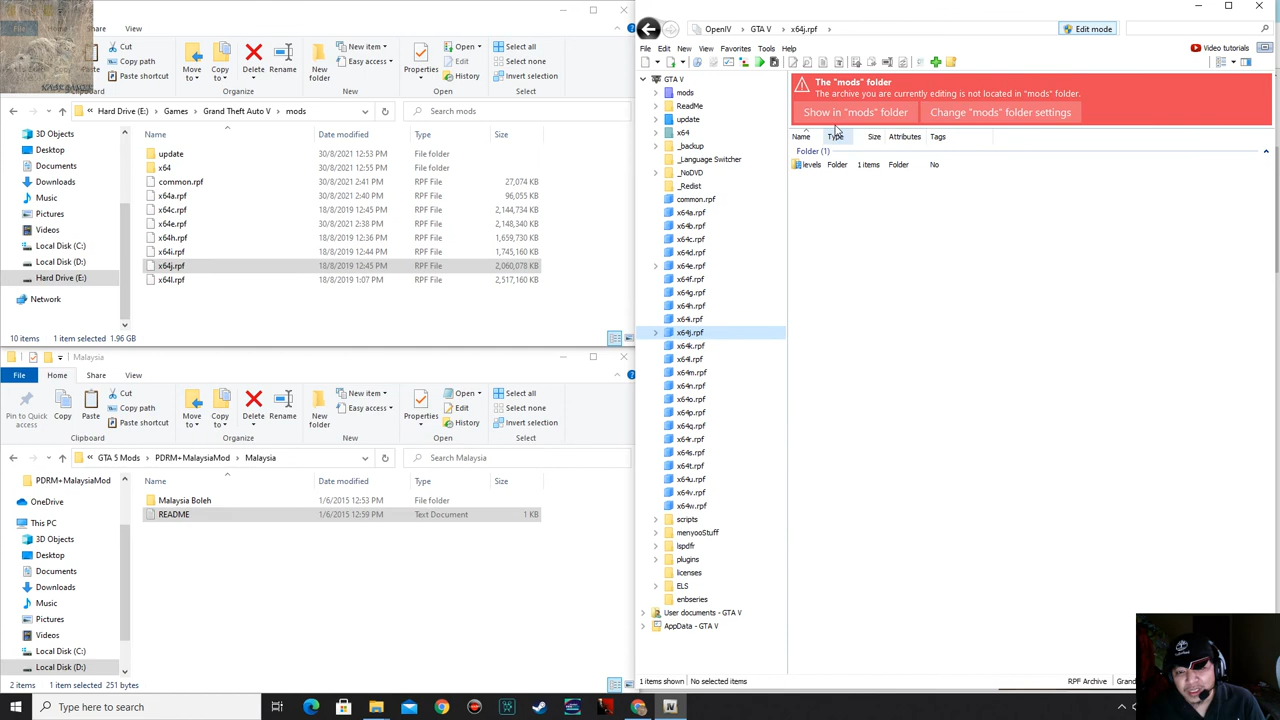 File
Home
Share
View
Cut
Copy path
Paste shortcut
Move to
Copy to
Delete
Rename
New folder
New item
Easy access
Properties
Open
Edit
History
Select all
Select none
Invert selection
Clipboard
Organize
New
Open
Select
Hard Drive (E:) > Games > Grand Theft Auto V > mods
Search mods
3D Objects
Desktop
Documents
Downloads
Music
Pictures
Videos
Local Disk (C:)
Local Disk (D:)
Hard Drive (E:)
Network
Name Date modified Type Size
update 30/8/2021 12:53 PM File folder
x64 30/8/2021 12:55 PM File folder
common.rpf 30/8/2021 2:41 PM RPF File 27,074 KB
x64a.rpf 30/8/2021 2:40 PM RPF File 96,055 KB
x64c.rpf 18/8/2019 12:45 PM RPF File 2,144,734 KB
x64e.rpf 30/8/2021 2:38 PM RPF File 2,148,340 KB
x64h.rpf 18/8/2019 12:36 PM RPF File 1,659,730 KB
18/8/2019 12:44 PM RPF File 1,745,160 KB
x64j.rpf 18/8/2019 12:45 PM RPF File 2,060,078 KB
x64l.rpf 18/8/2019 1:07 PM RPF File 2,517,160 KB
10 items 1 item selected 1.96 GB
Malaysia
File Home Share View
Pin to Quick access
Copy
Paste
Cut
Copy path
Paste shortcut
Move to
Copy to
Delete
Rename
New folder
New item
Easy access
Properties
Open
Edit
History
Select all
Select none
Invert selection
Clipboard
Organize
New
Open
Select
GTA 5 Mods > PDRM+MalaysiaMod > Malaysia
Search Malaysia
PDRM+MalaysiaMod
OneDrive
This PC
3D Objects
Desktop
Documents
Downloads
Music
Pictures
Videos
Local Disk (C:)
Local Disk (D:)
Name Date modified Type Size
Malaysia Boleh 1/6/2015 12:53 PM File folder
README 1/6/2015 12:59 PM Text Document 1 KB
2 items 1 item selected 251 bytes
OpenIV > GTA V > x64j.rpf
Edit mode
File Edit New View Favorites Tools Help
Video tutorials
GTA V
mods
ReadMe
update
x64
_backup
_Language Switcher
_NoDVD
_Redist
common.rpf
x64a.rpf
x64b.rpf
x64c.rpf
x64d.rpf
x64e.rpf
x64f.rpf
x64g.rpf
x64h.rpf
x64i.rpf
x64j.rpf
x64k.rpf
x64l.rpf
x64m.rpf
x64n.rpf
x64o.rpf
x64p.rpf
x64q.rpf
x64r.rpf
x64s.rpf
x64t.rpf
x64u.rpf
x64v.rpf
x64w.rpf
scripts
menyooStuff
lspdfr
plugins
licenses
ELS
enbseries
User documents - GTA V
AppData - GTA V
The "mods" folder
The archive you are currently editing is not located in "mods" folder.
Show in "mods" folder
Change "mods" folder settings
Name Type Size Attributes Tags
Folder (1)
levels Folder 1 items Folder No
1 items shown No selected items
RPF Archive
Type here to search